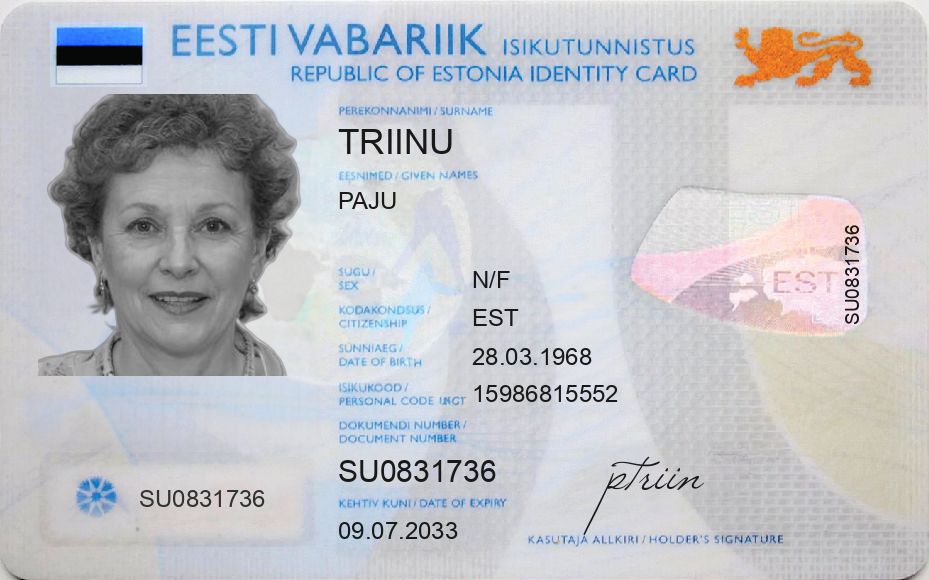 EESTI VABARIIK ISIKUTUNNISTUS
REPUBLIC OF ESTONIA IDENTITY CARD
PEREKONNANIMI / SURNAME
TRIINU
EESNIMED / GIVEN NAMES
PAJU
SUGU /
SEX
N/F
KODAKONDSUS /
CITIZENSHIP
EST
SÜNNIAEG /
DATE OF BIRTH
28.03.1968
ISIKUKOOD /
PERSONAL CODE
15986815552
DOKUMENDI NUMBER /
DOCUMENT NUMBER
SU0831736
KEHTIV KUNI / DATE OF EXPIRY
09.07.2033
SU0831736
EST
SU0831736
pTriin
KASUTAJA ALLKIRI / HOLDER'S SIGNATURE